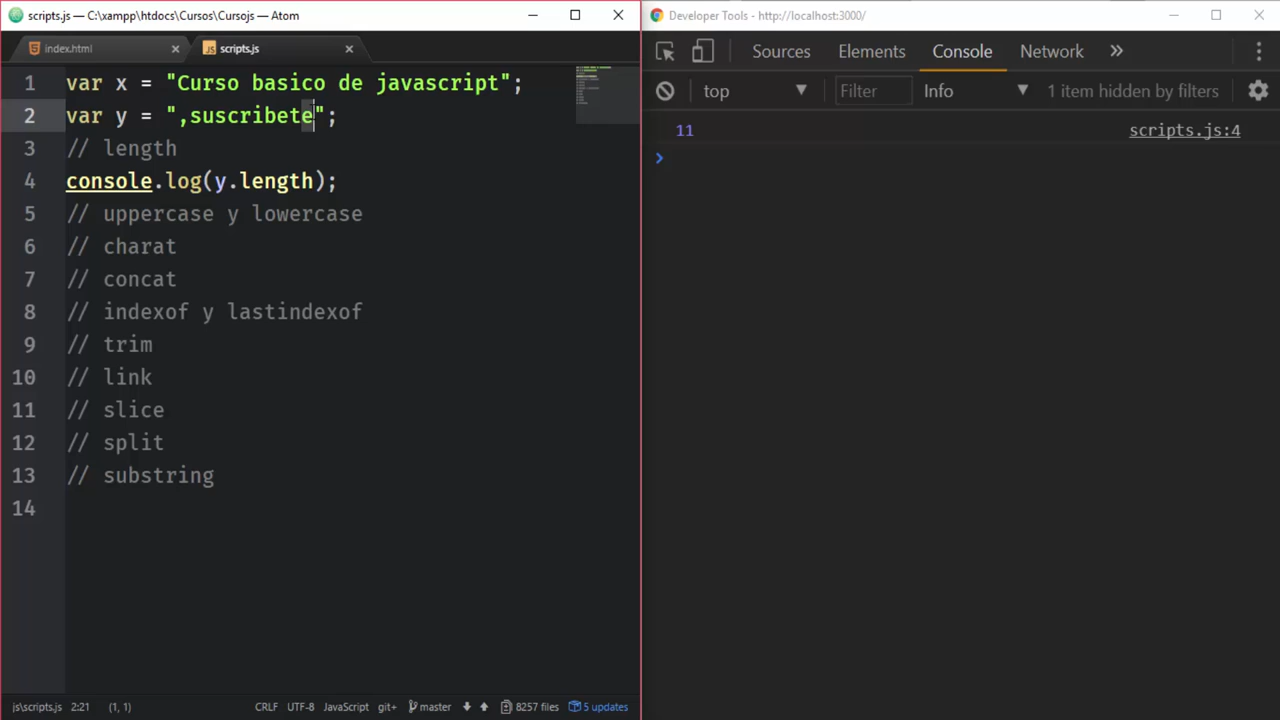 scripts.js — C:\xampp\htdocs\Cursos\Cursojs — Atom
index.html
scripts.js
1 var x = "Curso basico de javascript";
2 var y = ",suscribete";
3 // length
4 console.log(y.length);
5 // uppercase y lowercase
6 // charat
7 // concat
8 // indexof y lastindexof
9 // trim
10 // link
11 // slice
12 // split
13 // substring
14
js\scripts.js 2:21 (1, 1) CRLF UTF-8 JavaScript git+ master 8257 files 5 updates
Developer Tools - http://localhost:3000/
Sources Elements Console Network »
top Filter Info 1 item hidden by filters
11 scripts.js:4